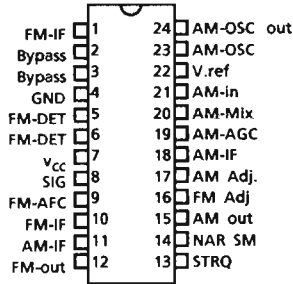 FM-IF 1 24 AM-OSC out
Bypass 2 23 AM-OSC
Bypass 3 22 V.ref
GND 4 21 AM-in
FM-DET 5 20 AM-Mix
FM-DET 6 19 AM-AGC
VCC 7 18 AM-IF
SIG 8 17 AM Adj.
FM-AFC 9 16 FM Adj
FM-IF 10 15 AM out
AM-IF 11 14 NAR SM
FM-out 12 13 STRQ